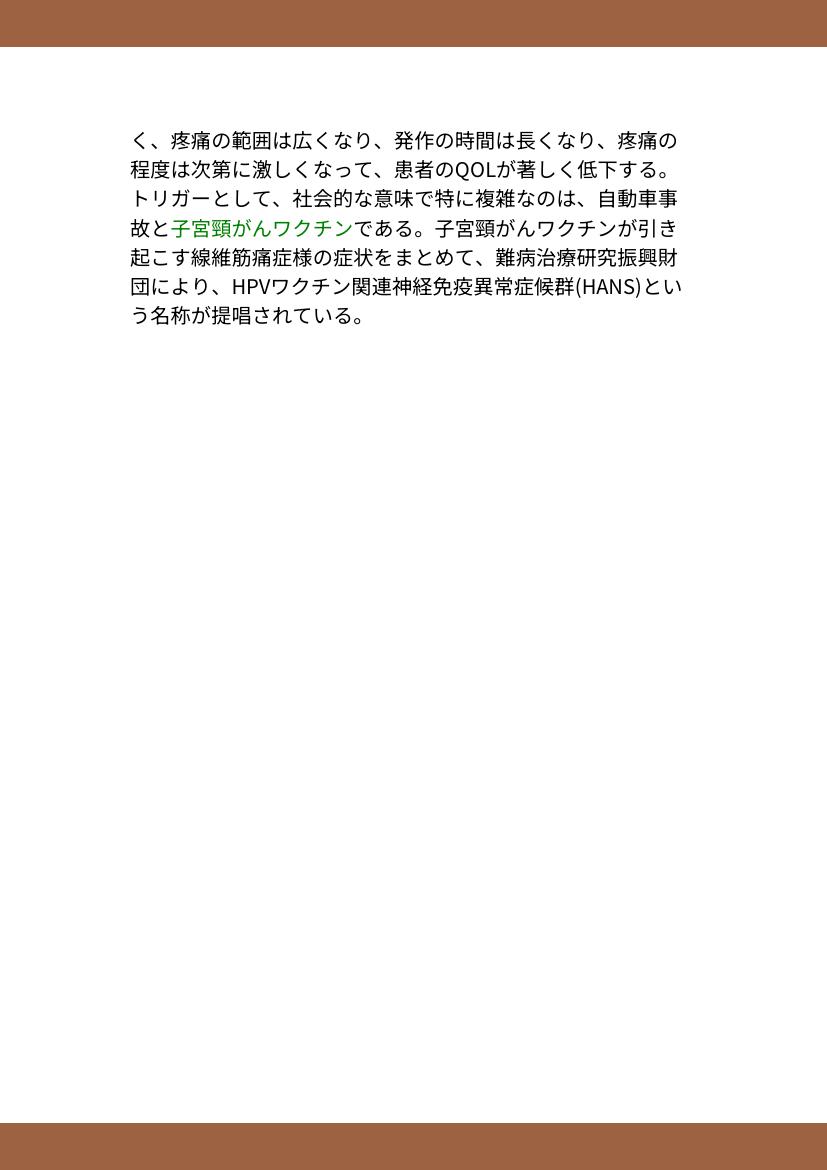 く、疼痛の範囲は広くなり、発作の時間は長くなり、疼痛の
程度は次第に激しくなって、患者のQOLが著しく低下する。
トリガーとして、社会的な意味で特に複雑なのは、自動車事
故と子宮頸がんワクチンである。子宮頸がんワクチンが引き
起こす線維筋痛症様の症状をまとめて、難病治療研究振興財
団により、HPVワクチン関連神経免疫異常症候群(HANS)とい
う名称が提唱されている。